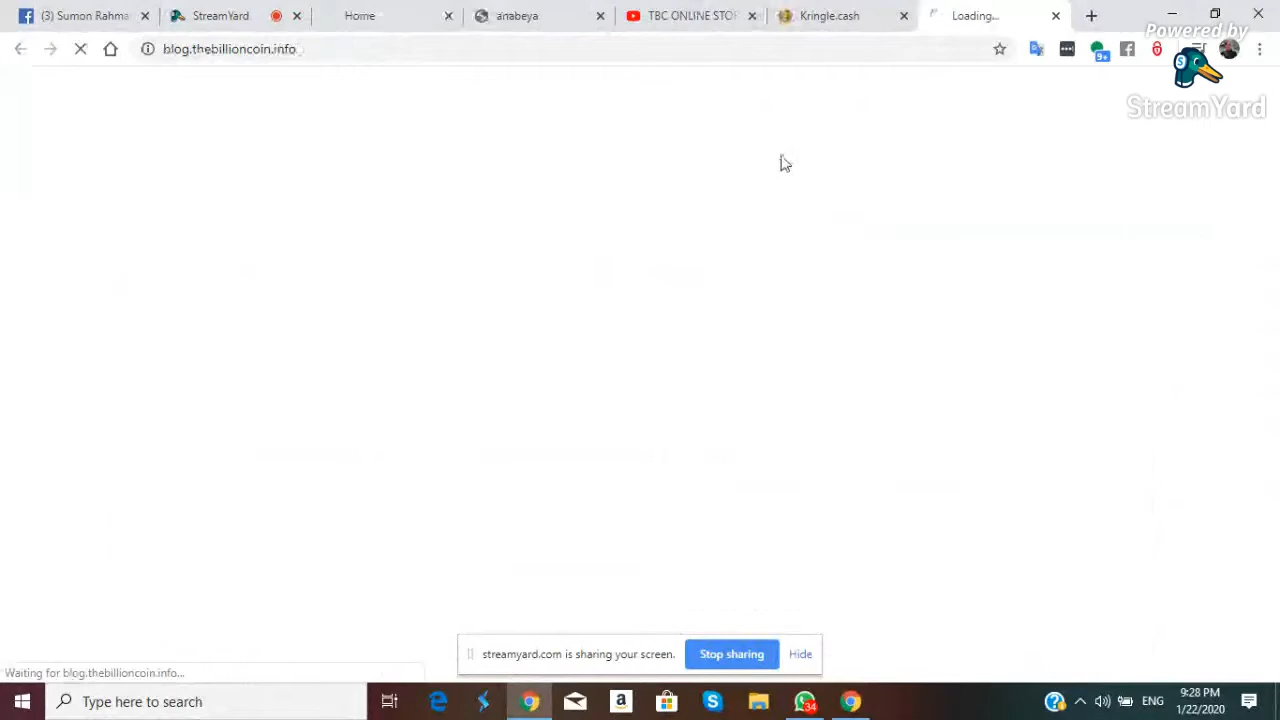 (3) Sumon Rahma
StreamYard
Home
anabeya
TBC ONLINE STO
Kringle.cash
Loading...
blog.thebillioncoin.info
9+
Powered by
S
StreamYard
streamyard.com is sharing your screen.
Stop sharing
Hide
Waiting for blog.thebillioncoin.info...
Type here to search
34
ENG
9:28 PM
1/22/2020